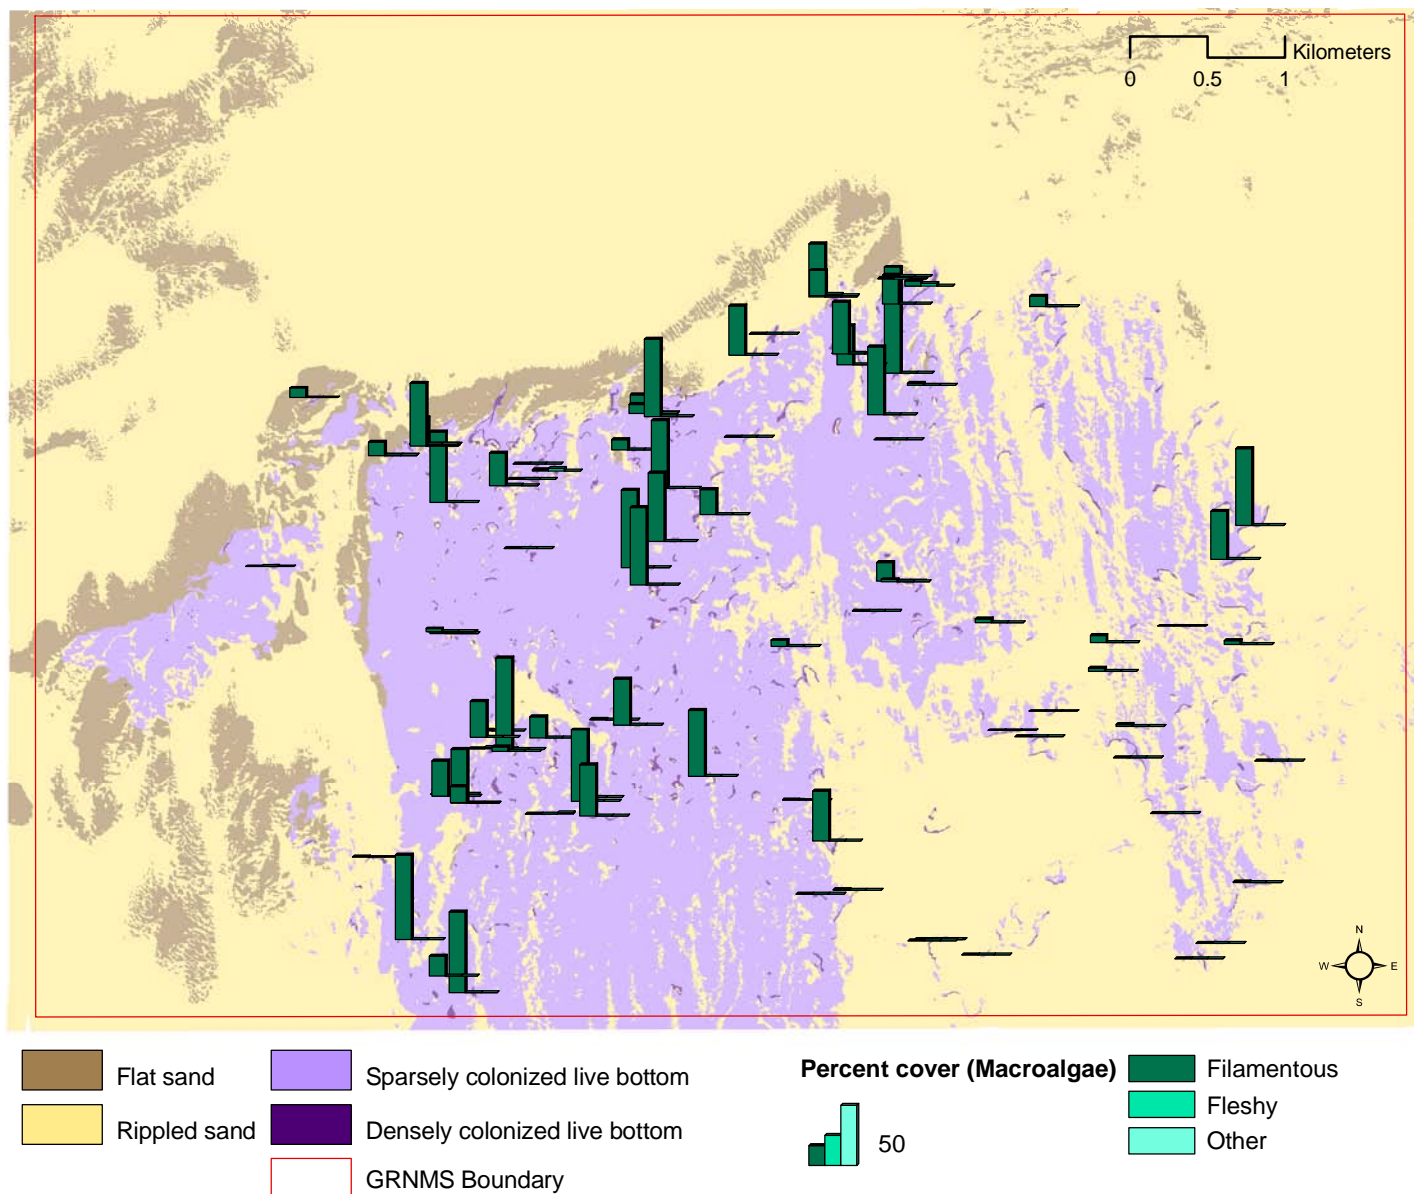 Kilometers
0 0.5 1
N
W E
S
Flat sand
Rippled sand
Sparsely colonized live bottom
Densely colonized live bottom
GRNMS Boundary
Percent cover (Macroalgae)
50
Filamentous
Fleshy
Other